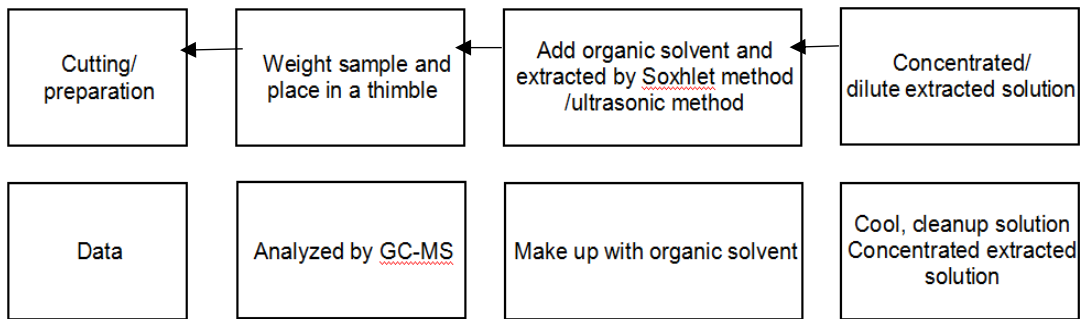 Cutting/
preparation
Weight sample and
place in a thimble
Add organic solvent and
extracted by Soxhlet method
/ultrasonic method
Concentrated/
dilute extracted solution
Data
Analyzed by GC-MS
Make up with organic solvent
Cool, cleanup solution
Concentrated extracted
solution